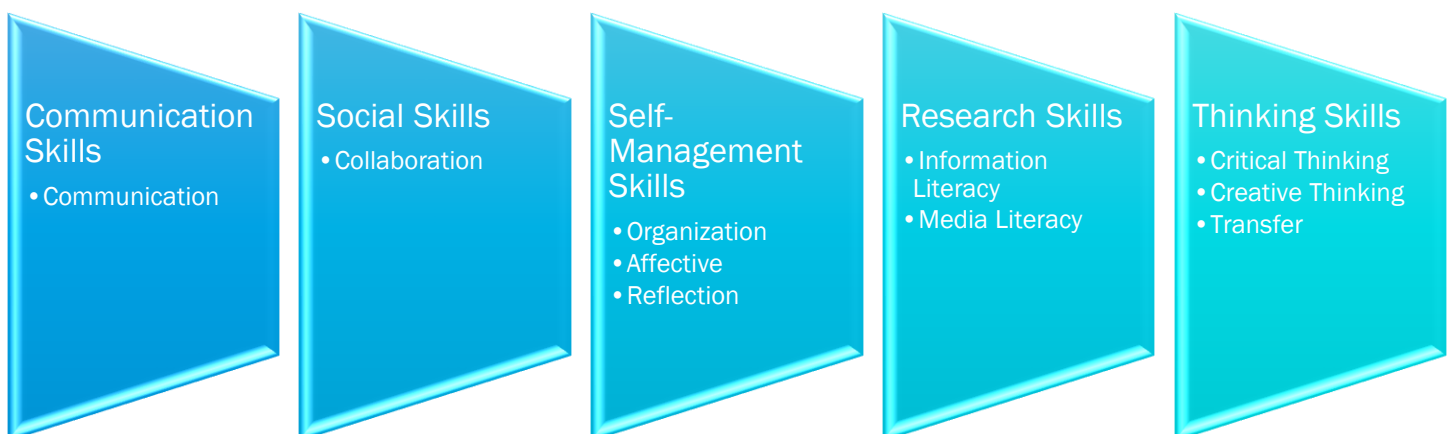 Communication
Skills
•Communication
Social Skills
•Collaboration
Self-
Management
Skills
•Organization
•Affective
•Reflection
Research Skills
•Information
Literacy
•Media Literacy
Thinking Skills
•Critical Thinking
•Creative Thinking
•Transfer